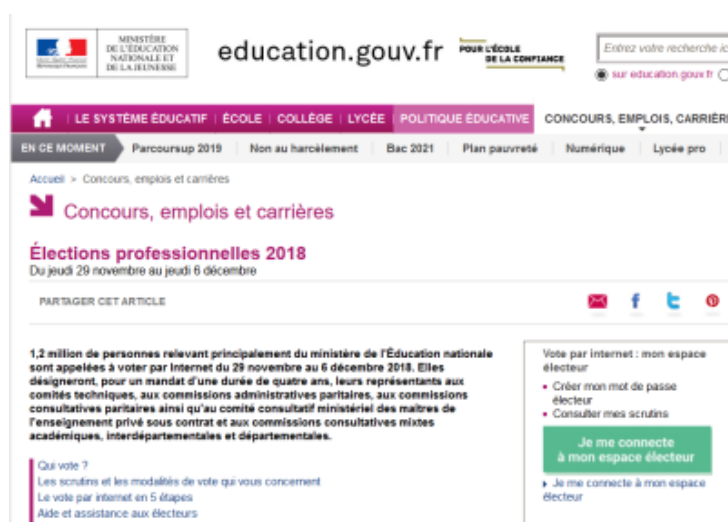 MINISTÈRE
DE L'ÉDUCATION
NATIONALE ET
DE LA JEUNESSE
education.gouv.fr
POUR L'ÉCOLE
DE LA CONFIANCE
Entrez votre recherche ic
sur education.gouv.fr
LE SYSTÈME ÉDUCATIF | ÉCOLE | COLLÈGE | LYCÉE POLITIQUE ÉDUCATIVE CONCOURS, EMPLOIS, CARRIÈRE
EN CE MOMENT Parcoursup 2019 Non au harcèlement Bac 2021 Plan pauvreté Numérique Lycée pro
Accueil > Concours, emplois et carrières
Concours, emplois et carrières
Élections professionnelles 2018
Du jeudi 29 novembre au jeudi 6 décembre
PARTAGER CET ARTICLE
1,2 million de personnes relevant principalement du ministère de l'Éducation nationale
sont appelées à voter par Internet du 29 novembre au 6 décembre 2018. Elles
désigneront, pour un mandat d'une durée de quatre ans, leurs représentants aux
comités techniques, aux commissions administratives paritaires, aux commissions
consultatives paritaires ainsi qu'au comité consultatif ministériel des maîtres de
l'enseignement privé sous contrat et aux commissions consultatives mixtes
académiques, interdépartementales et départementales.
Qui vote ?
Les scrutins et les modalités de vote qui vous concernent
Le vote par internet en 5 étapes
Aide et assistance aux électeurs
Vote par internet : mon espace
électeur
Créer mon mot de passe
électeur
Consulter mes scrutins
Je me connecte
à mon espace électeur
Je me connecte à mon espace
électeur